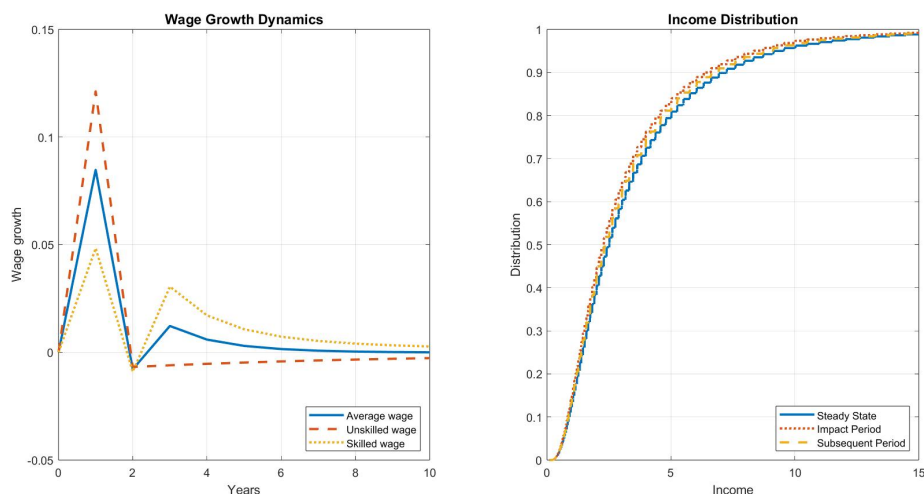 Wage Growth Dynamics
0.15
0.1
0.05
0
-0.05
Wage growth
0 2 4 6 8 10
Years
Average wage
Unskilled wage
Skilled wage
Income Distribution
1
0.9
0.8
0.7
0.6
0.5
0.4
0.3
0.2
0.1
0
Distribution
0 5 10 15
Income
Steady State
Impact Period
Subsequent Period